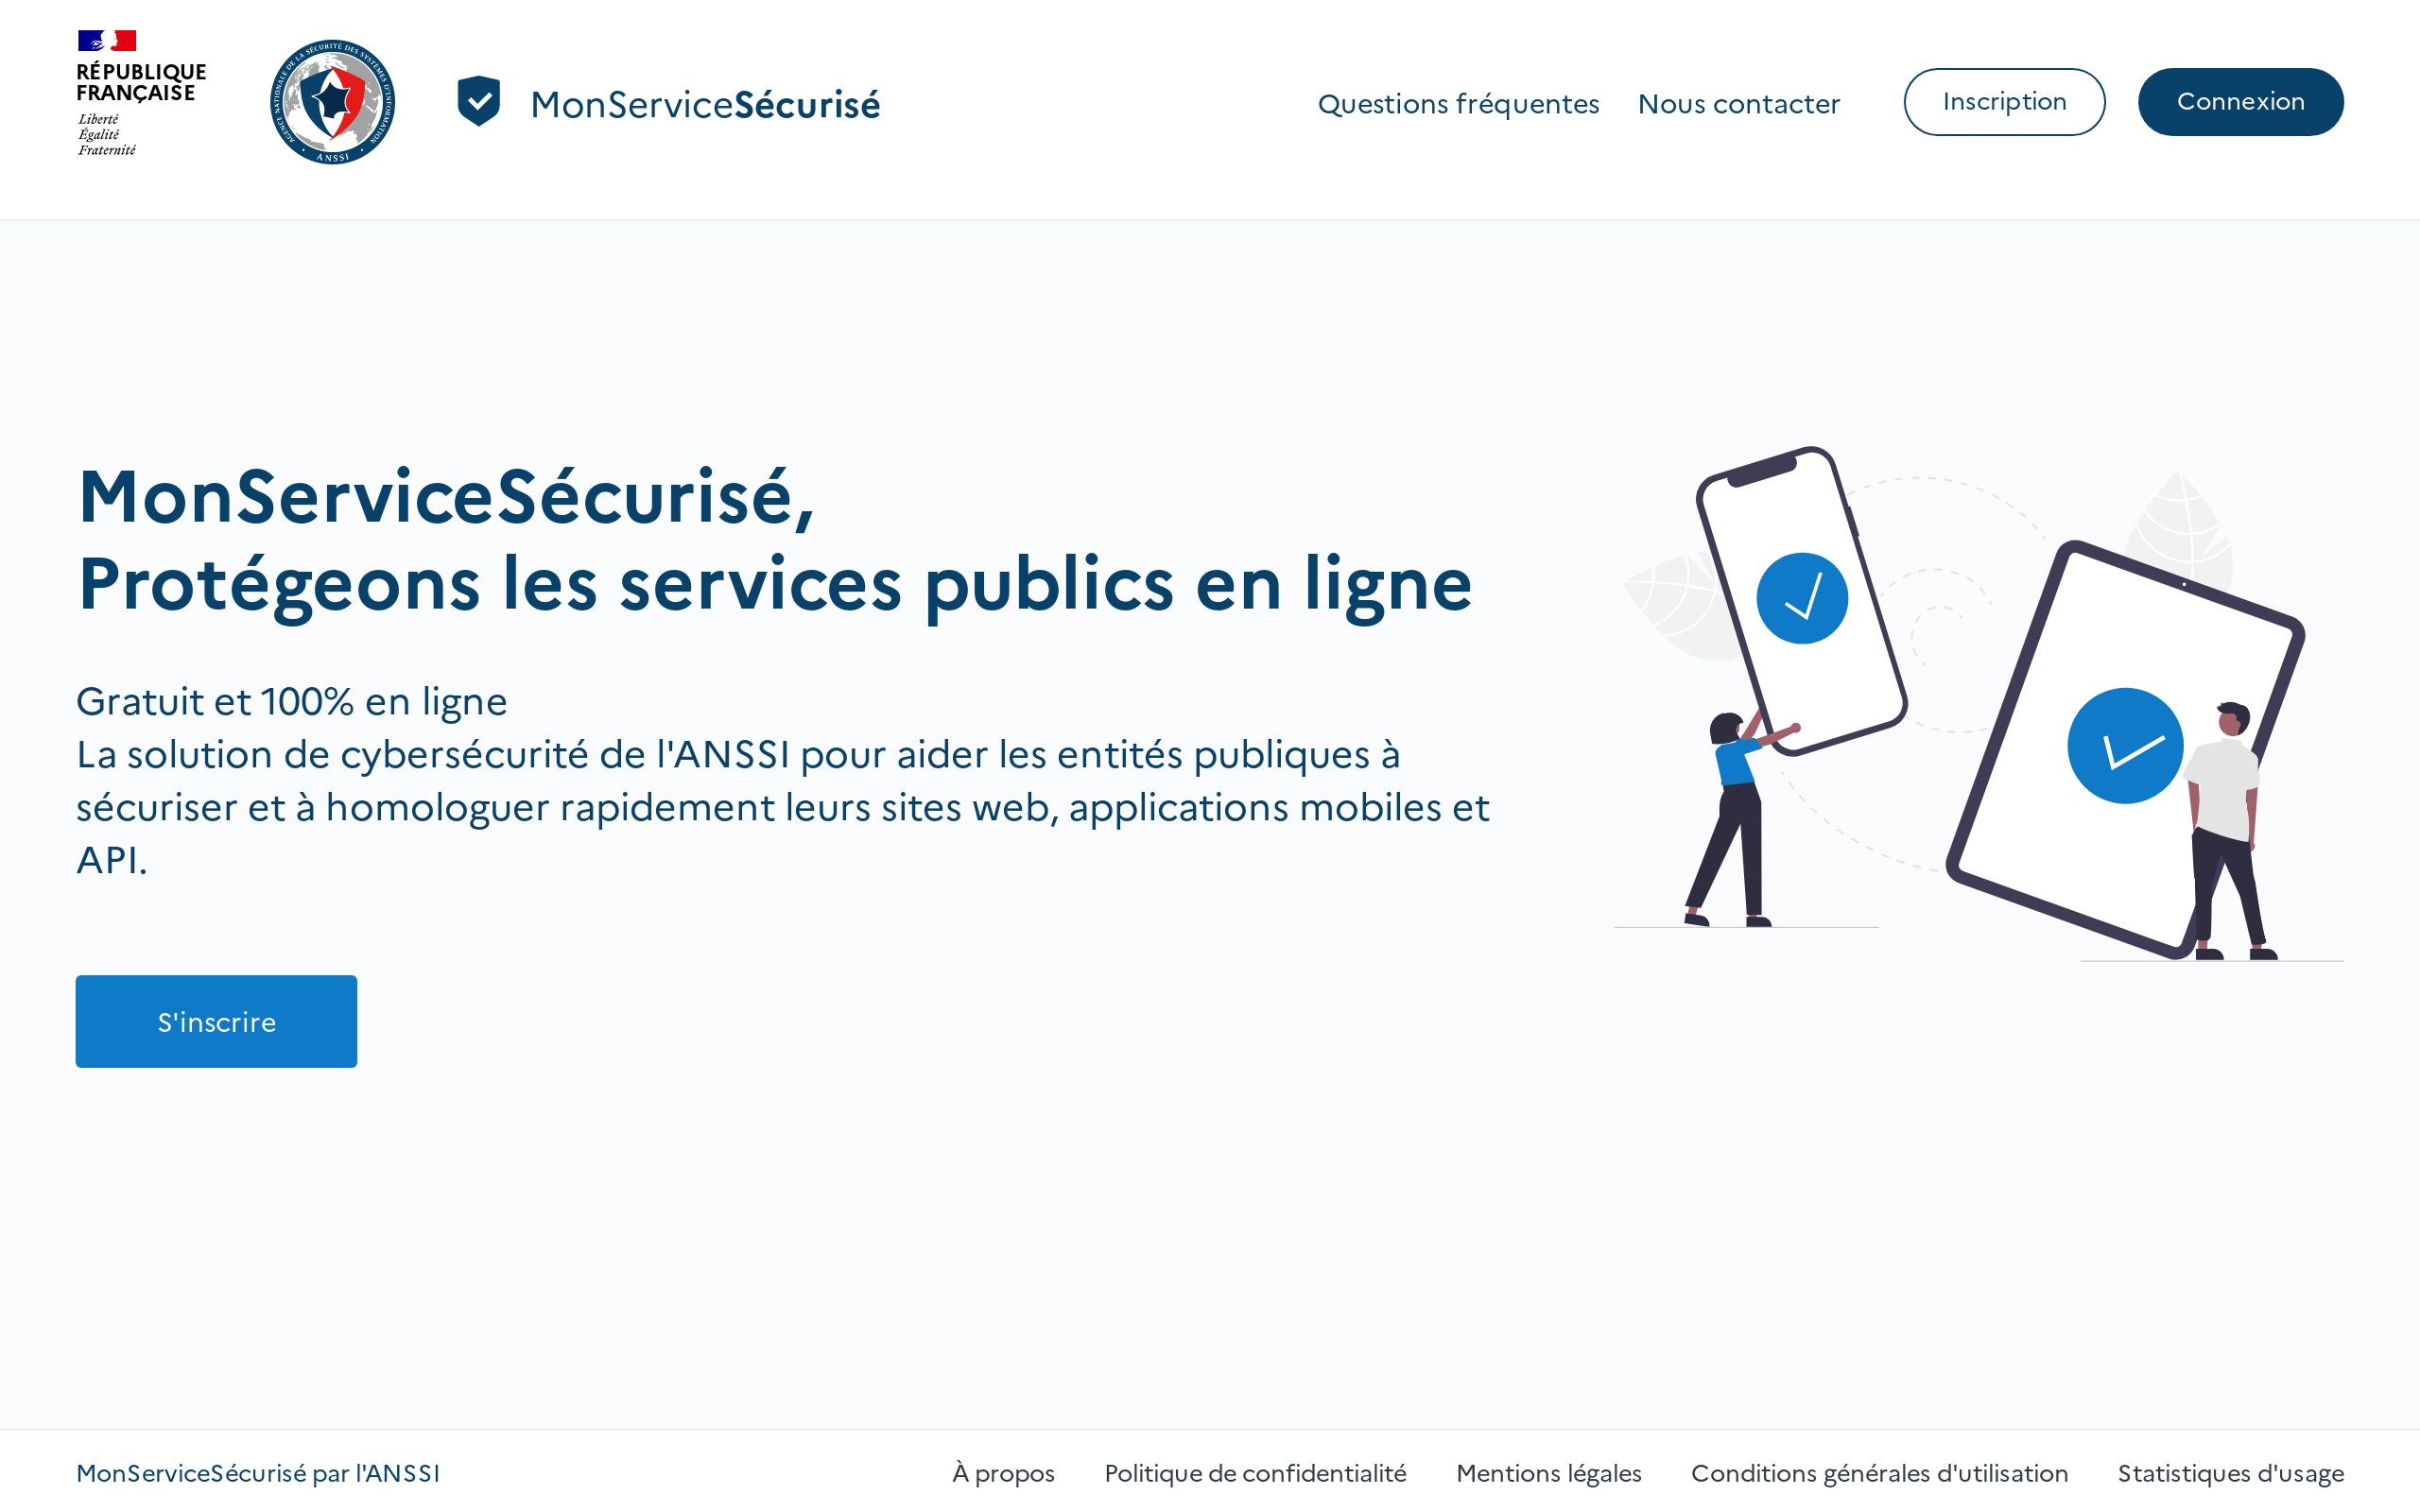 RÉPUBLIQUE
FRANÇAISE
Liberté
Égalité
Fraternité
AGENCE NATIONALE DE LA SÉCURITÉ DES SYSTÈMES D'INFORMATION
ANSSI
MonServiceSécurisé
Questions fréquentes
Nous contacter
Inscription
Connexion
MonServiceSécurisé,
Protégeons les services publics en ligne
Gratuit et 100% en ligne
La solution de cybersécurité de l'ANSSI pour aider les entités publiques à
sécuriser et à homologuer rapidement leurs sites web, applications mobiles et
API.
S'inscrire
MonServiceSécurisé par l'ANSSI
À propos
Politique de confidentialité
Mentions légales
Conditions générales d'utilisation
Statistiques d'usage